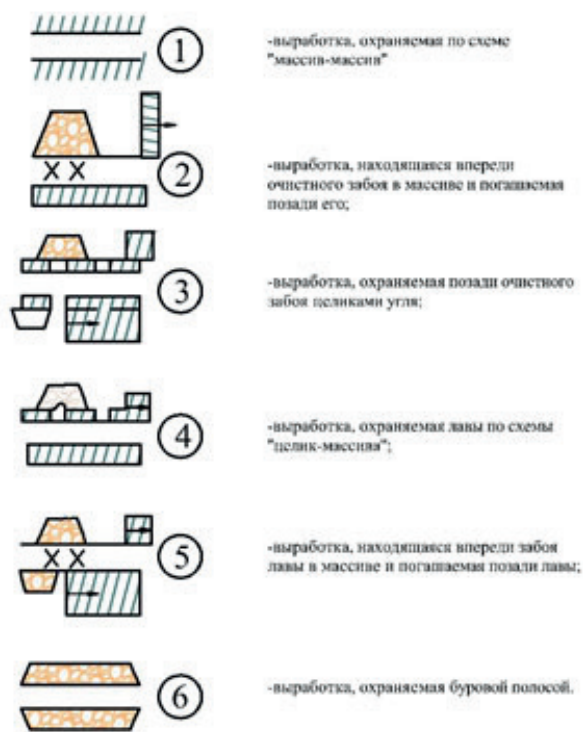 1
-выработка, охраняемая по схеме
"массив-массив"
2
-выработка, находящаяся впереди
очистного забоя в массиве и погашаемая
позади его;
3
-выработка, охраняемая позади очистного
забоя целиками угля;
4
-выработка, охраняемая лавы по схемы
"целик-массива";
5
-выработка, находящаяся впереди забоя
лавы в массиве и погашаемая позади лавы;
6
-выработка, охраняемая буровой полосой.